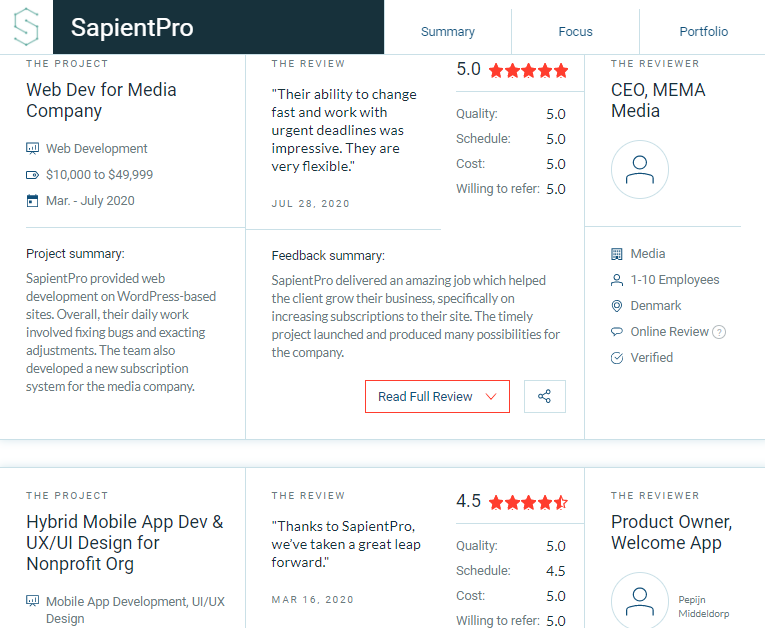 SapientPro
Summary
Focus
Portfolio
THE PROJECT
Web Dev for Media
Company
Web Development
$10,000 to $49,999
Mar. - July 2020
Project summary:
SapientPro provided web
development on WordPress-based
sites. Overall, their daily work
involved fixing bugs and exacting
adjustments. The team also
developed a new subscription
system for the media company.
THE REVIEW
"Their ability to change
fast and work with
urgent deadlines was
impressive. They are
very flexible."
JUL 28, 2020
5.0
Quality: 5.0
Schedule: 5.0
Cost: 5.0
Willing to refer: 5.0
Feedback summary:
SapientPro delivered an amazing job which helped
the client grow their business, specifically on
increasing subscriptions to their site. The timely
project launched and produced many possibilities for
the company.
Read Full Review
THE REVIEWER
CEO, MEMA
Media
Media
1-10 Employees
Denmark
Online Review ?
Verified
THE PROJECT
Hybrid Mobile App Dev &
UX/UI Design for
Nonprofit Org
Mobile App Development, UI/UX
Design
THE REVIEW
"Thanks to SapientPro,
we've taken a great leap
forward."
MAR 16, 2020
4.5
Quality: 5.0
Schedule: 4.5
Cost: 5.0
Willing to refer: 5.0
THE REVIEWER
Product Owner,
Welcome App
Pepijn
Middeldorp